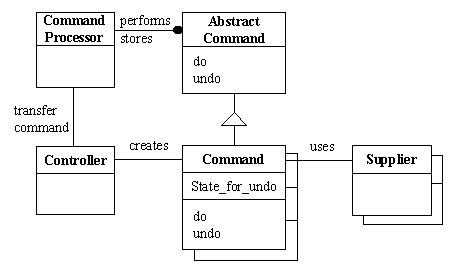 Command
Processor
performs
stores
Abstract
Command
do
undo
transfer
command
Controller
creates
Command
State_for_undo
do
undo
uses
Supplier